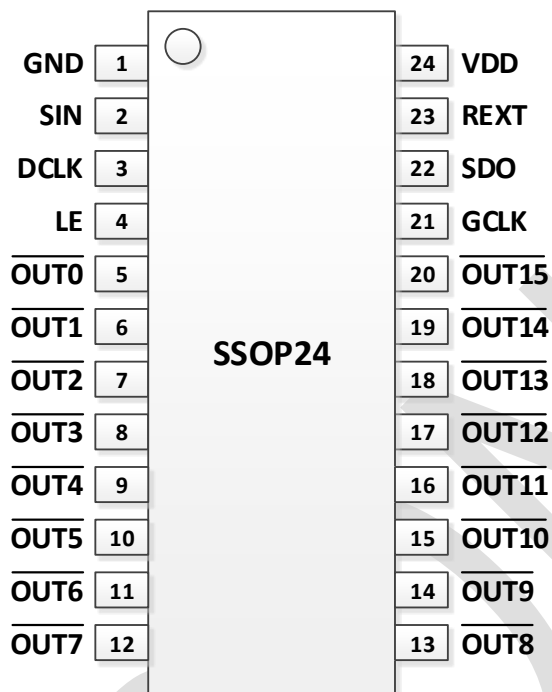 GND 1 24 VDD
SIN 2 23 REXT
DCLK 3 22 SDO
LE 4 21 GCLK
OUT0 5 20 OUT15
OUT1 6 19 OUT14
SSOP24
OUT2 7 18 OUT13
OUT3 8 17 OUT12
OUT4 9 16 OUT11
OUT5 10 15 OUT10
OUT6 11 14 OUT9
OUT7 12 13 OUT8